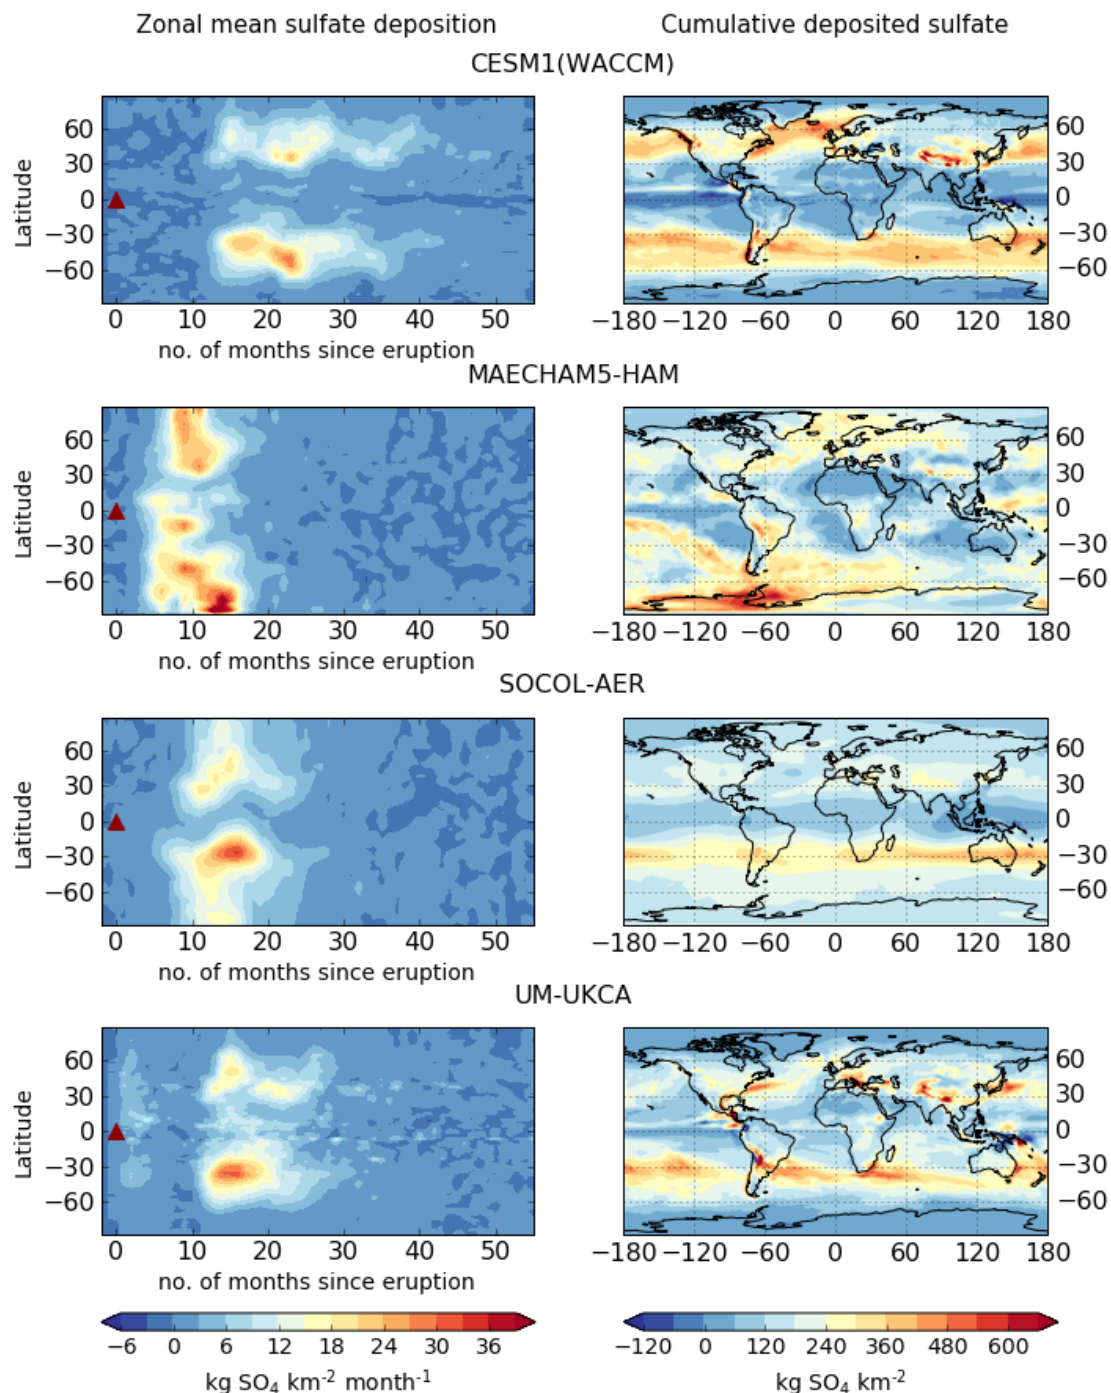 Zonal mean sulfate deposition Cumulative deposited sulfate
CESM1(WACCM)
Latitude
60
30
0
−30
−60
0 10 20 30 40 50
no. of months since eruption
60
30
0
−30
−60
−180 −120 −60 0 60 120 180
MAECHAM5-HAM
Latitude
60
30
0
−30
−60
0 10 20 30 40 50
no. of months since eruption
60
30
0
−30
−60
−180 −120 −60 0 60 120 180
SOCOL-AER
Latitude
60
30
0
−30
−60
0 10 20 30 40 50
no. of months since eruption
60
30
0
−30
−60
−180 −120 −60 0 60 120 180
UM-UKCA
Latitude
60
30
0
−30
−60
0 10 20 30 40 50
no. of months since eruption
60
30
0
−30
−60
−180 −120 −60 0 60 120 180
−6 0 6 12 18 24 30 36
kg SO₄ km⁻² month⁻¹
−120 0 120 240 360 480 600
kg SO₄ km⁻²